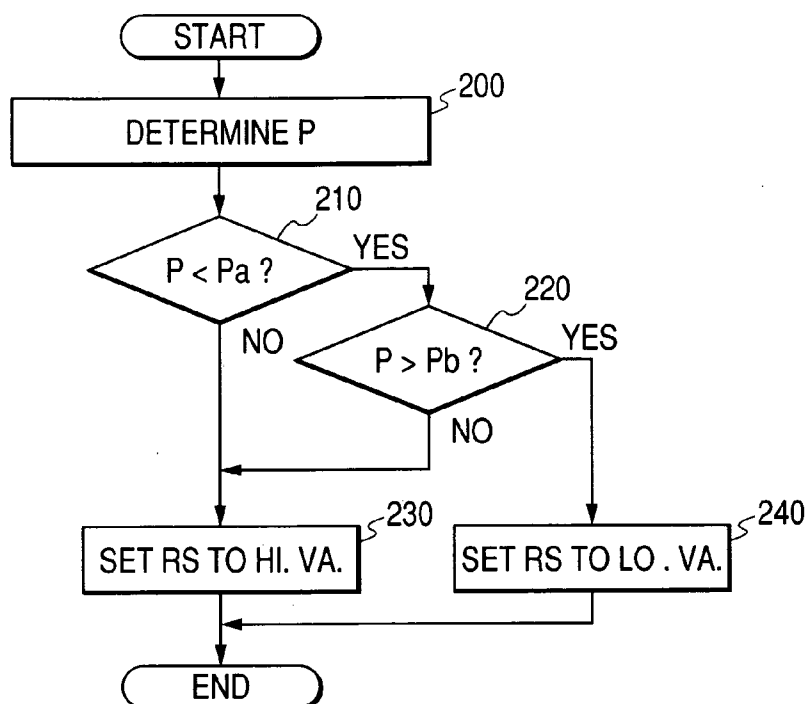 START
200
DETERMINE P
210
P < Pa ?
YES
NO
220
P > Pb ?
YES
NO
230
SET RS TO HI. VA.
240
SET RS TO LO . VA.
END